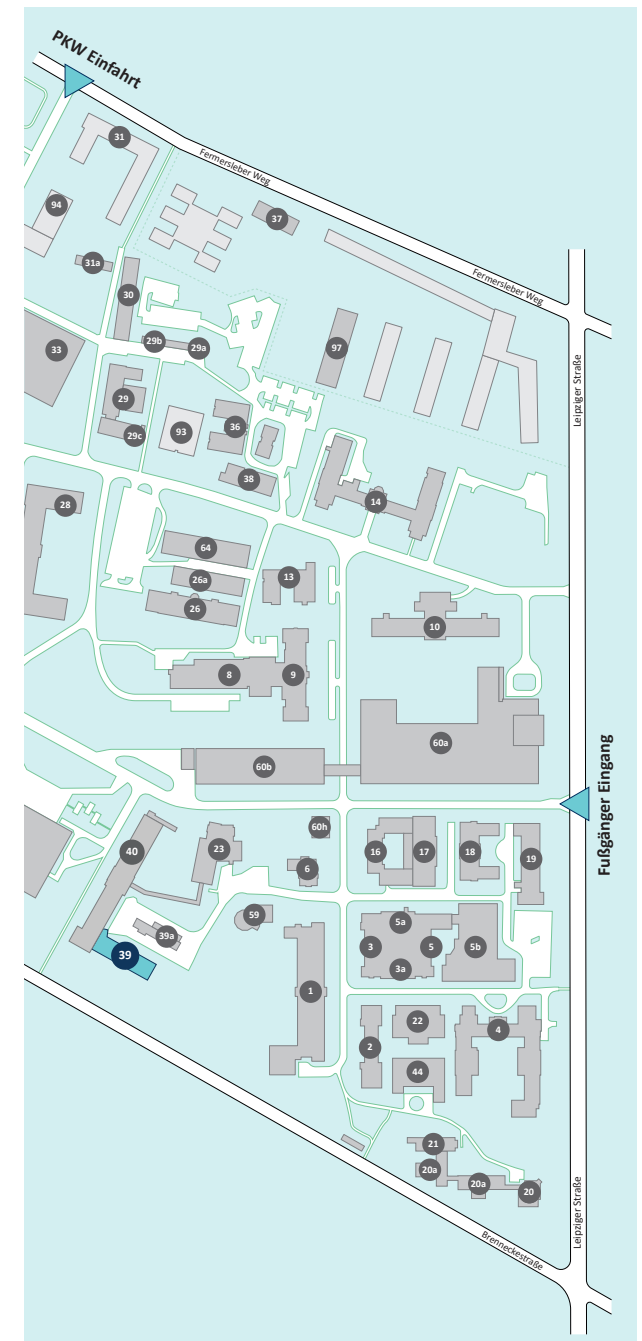 PKW Einfahrt
31
Fermersleber Weg
94
37
31a
30
Fermersleber Weg
29b
29a
33
97
Leipziger Straße
29
36
93
29c
38
28
14
64
26a
13
26
10
8
9
60a
60b
Fußgänger Eingang
60h
40
23
16
17
18
19
6
59
5a
39a
3
5
5b
39
3a
1
22
4
2
44
21
20a
20a
20
Brenneckestraße
Leipziger Straße